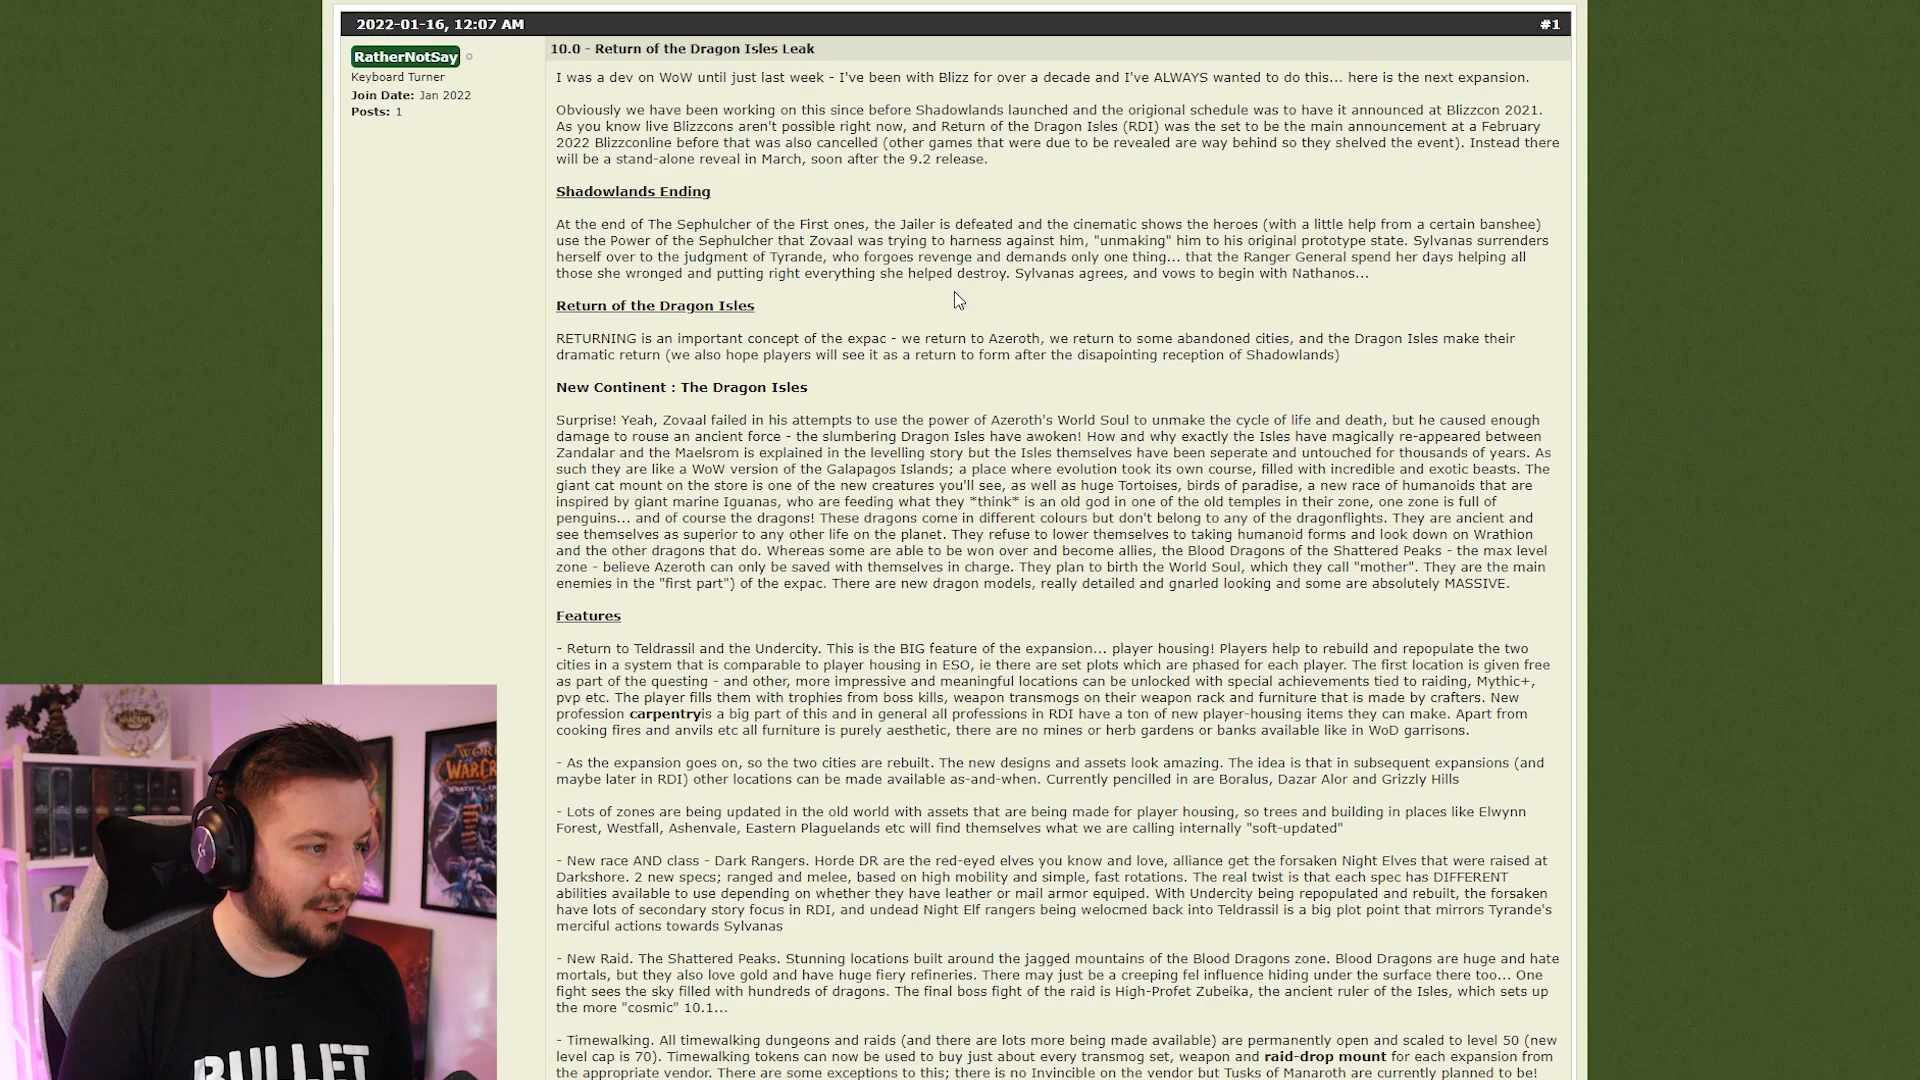 2022-01-16, 12:07 AM
#1
RatherNotSay
Keyboard Turner
Join Date: Jan 2022
Posts: 1
10.0 - Return of the Dragon Isles Leak
I was a dev on WoW until just last week - I've been with Blizz for over a decade and I've ALWAYS wanted to do this... here is the next expansion.
Obviously we have been working on this since before Shadowlands launched and the origional schedule was to have it announced at Blizzcon 2021.
As you know live Blizzcons aren't possible right now, and Return of the Dragon Isles (RDI) was the set to be the main announcement at a February
2022 Blizzconline before that was also cancelled (other games that were due to be revealed are way behind so they shelved the event). Instead there
will be a stand-alone reveal in March, soon after the 9.2 release.
Shadowlands Ending
At the end of The Sephulcher of the First ones, the Jailer is defeated and the cinematic shows the heroes (with a little help from a certain banshee)
use the Power of the Sephulcher that Zovaal was trying to harness against him, "unmaking" him to his original prototype state. Sylvanas surrenders
herself over to the judgment of Tyrande, who forgoes revenge and demands only one thing... that the Ranger General spend her days helping all
those she wronged and putting right everything she helped destroy. Sylvanas agrees, and vows to begin with Nathanos...
Return of the Dragon Isles
RETURNING is an important concept of the expac - we return to Azeroth, we return to some abandoned cities, and the Dragon Isles make their
dramatic return (we also hope players will see it as a return to form after the disapointing reception of Shadowlands)
New Continent : The Dragon Isles
Surprise! Yeah, Zovaal failed in his attempts to use the power of Azeroth's World Soul to unmake the cycle of life and death, but he caused enough
damage to rouse an ancient force - the slumbering Dragon Isles have awoken! How and why exactly the Isles have magically re-appeared between
Zandalar and the Maelsrom is explained in the levelling story but the Isles themselves have been seperate and untouched for thousands of years. As
such they are like a WoW version of the Galapagos Islands; a place where evolution took its own course, filled with incredible and exotic beasts. The
giant cat mount on the store is one of the new creatures you'll see, as well as huge Tortoises, birds of paradise, a new race of humanoids that are
inspired by giant marine Iguanas, who are feeding what they *think* is an old god in one of the old temples in their zone, one zone is full of
penguins... and of course the dragons! These dragons come in different colours but don't belong to any of the dragonflights. They are ancient and
see themselves as superior to any other life on the planet. They refuse to lower themselves to taking humanoid forms and look down on Wrathion
and the other dragons that do. Whereas some are able to be won over and become allies, the Blood Dragons of the Shattered Peaks - the max level
zone - believe Azeroth can only be saved with themselves in charge. They plan to birth the World Soul, which they call "mother". They are the main
enemies in the "first part") of the expac. There are new dragon models, really detailed and gnarled looking and some are absolutely MASSIVE.
Features
- Return to Teldrassil and the Undercity. This is the BIG feature of the expansion... player housing! Players help to rebuild and repopulate the two
cities in a system that is comparable to player housing in ESO, ie there are set plots which are phased for each player. The first location is given free
as part of the questing - and other, more impressive and meaningful locations can be unlocked with special achievements tied to raiding, Mythic+,
pvp etc. The player fills them with trophies from boss kills, weapon transmogs on their weapon rack and furniture that is made by crafters. New
profession carpentryis a big part of this and in general all professions in RDI have a ton of new player-housing items they can make. Apart from
cooking fires and anvils etc all furniture is purely aesthetic, there are no mines or herb gardens or banks available like in WoD garrisons.
- As the expansion goes on, so the two cities are rebuilt. The new designs and assets look amazing. The idea is that in subsequent expansions (and
maybe later in RDI) other locations can be made available as-and-when. Currently pencilled in are Boralus, Dazar Alor and Grizzly Hills
- Lots of zones are being updated in the old world with assets that are being made for player housing, so trees and building in places like Elwynn
Forest, Westfall, Ashenvale, Eastern Plaguelands etc will find themselves what we are calling internally "soft-updated"
- New race AND class - Dark Rangers. Horde DR are the red-eyed elves you know and love, alliance get the forsaken Night Elves that were raised at
Darkshore. 2 new specs; ranged and melee, based on high mobility and simple, fast rotations. The real twist is that each spec has DIFFERENT
abilities available to use depending on whether they have leather or mail armor equiped. With Undercity being repopulated and rebuilt, the forsaken
have lots of secondary story focus in RDI, and undead Night Elf rangers being welocmed back into Teldrassil is a big plot point that mirrors Tyrande's
merciful actions towards Sylvanas
- New Raid. The Shattered Peaks. Stunning locations built around the jagged mountains of the Blood Dragons zone. Blood Dragons are huge and hate
mortals, but they also love gold and have huge fiery refineries. There may just be a creeping fel influence hiding under the surface there too... One
fight sees the sky filled with hundreds of dragons. The final boss fight of the raid is High-Profet Zubeika, the ancient ruler of the Isles, which sets up
the more "cosmic" 10.1...
- Timewalking. All timewalking dungeons and raids (and there are lots more being made available) are permanently open and scaled to level 50 (new
level cap is 70). Timewalking tokens can now be used to buy just about every transmog set, weapon and raid-drop mount for each expansion from
the appropriate vendor. There are some exceptions to this; there is no Invincible on the vendor but Tusks of Manaroth are currently planned to be!
BULLET